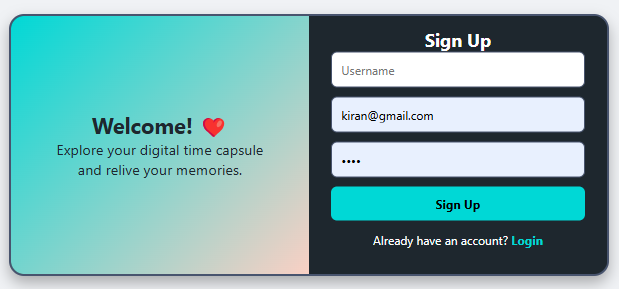 Welcome! ❤️
Explore your digital time capsule
and relive your memories.
Sign Up
Username
kiran@gmail.com
••••
Sign Up
Already have an account? Login